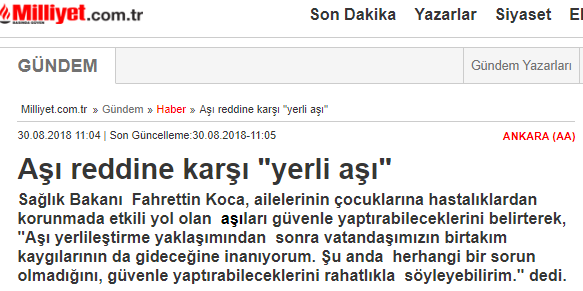 Milliyet.com.tr
BASINDA GÜVEN
Son Dakika Yazarlar Siyaset
GÜNDEM
Gündem Yazarları
Milliyet.com.tr » Gündem » Haber » Aşı reddine karşı "yerli aşı"
30.08.2018 11:04 | Son Güncelleme:30.08.2018-11:05
ANKARA (AA)
Aşı reddine karşı "yerli aşı"
Sağlık Bakanı Fahrettin Koca, ailelerinin çocuklarına hastalıklardan
korunmada etkili yol olan aşıları güvenle yaptırabileceklerini belirterek,
"Aşı yerlileştirme yaklaşımından sonra vatandaşımızın birtakım
kaygılarının da gideceğine inanıyorum. Şu anda herhangi bir sorun
olmadığını, güvenle yaptırabileceklerini rahatlıkla söyleyebilirim." dedi.